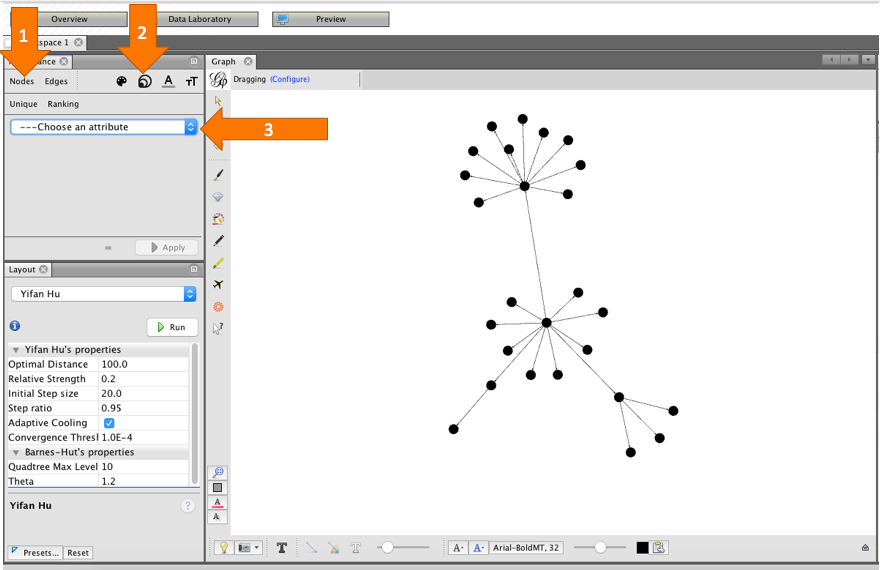 Overview
Data Laboratory
Preview
1
2
kspace 1
ance
Graph
Nodes Edges
A
TT
Dragging (Configure)
Unique Ranking
---Choose an attribute
3
Apply
Layout
Yifan Hu
i
Run
Yifan Hu's properties
Optimal Distance 100.0
Relative Strength 0.2
Initial Step size 20.0
Step ratio 0.95
Adaptive Cooling
Convergence Thresl 1.0E-4
Barnes-Hut's properties
Quadtree Max Level 10
Theta 1.2
Yifan Hu
?
A
A
Presets... Reset
T
T
A- A- Arial-BoldMT, 32